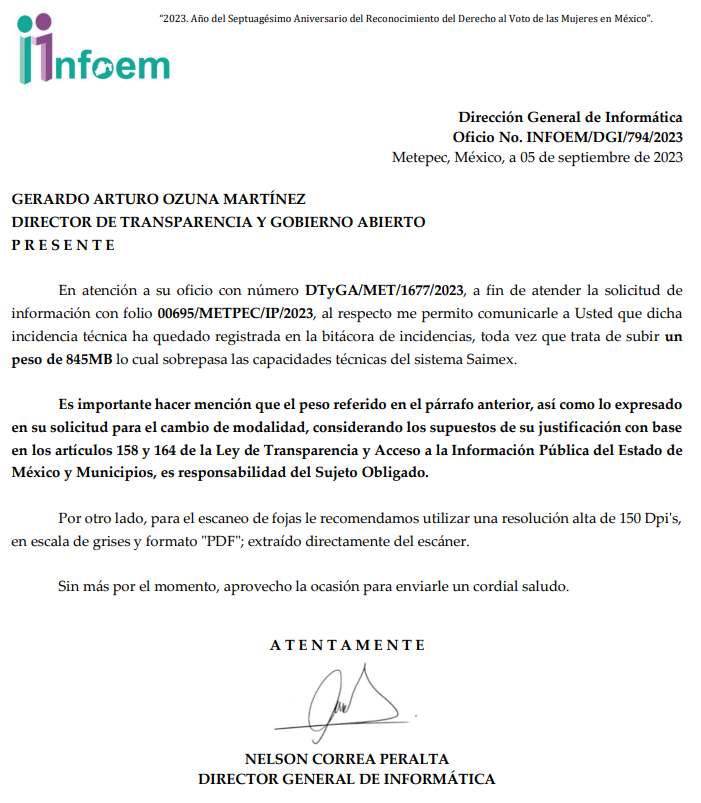 "2023. Año del Septuagésimo Aniversario del Reconocimiento del Derecho al Voto de las Mujeres en México".
infoem
Dirección General de Informática
Oficio No. INFOEM/DGI/794/2023
Metepec, México, a 05 de septiembre de 2023
GERARDO ARTURO OZUNA MARTÍNEZ
DIRECTOR DE TRANSPARENCIA Y GOBIERNO ABIERTO
P R E S E N T E
En atención a su oficio con número DTyGA/MET/1677/2023, a fin de atender la solicitud de
información con folio 00695/METPEC/IP/2023, al respecto me permito comunicarle a Usted que dicha
incidencia técnica ha quedado registrada en la bitácora de incidencias, toda vez que trata de subir un
peso de 845MB lo cual sobrepasa las capacidades técnicas del sistema Saimex.
Es importante hacer mención que el peso referido en el párrafo anterior, así como lo expresado
en su solicitud para el cambio de modalidad, considerando los supuestos de su justificación con base
en los artículos 158 y 164 de la Ley de Transparencia y Acceso a la Información Pública del Estado de
México y Municipios, es responsabilidad del Sujeto Obligado.
Por otro lado, para el escaneo de fojas le recomendamos utilizar una resolución alta de 150 Dpi's,
en escala de grises y formato "PDF"; extraído directamente del escáner.
Sin más por el momento, aprovecho la ocasión para enviarle un cordial saludo.
A T E N T A M E N T E
NELSON CORREA PERALTA
DIRECTOR GENERAL DE INFORMÁTICA